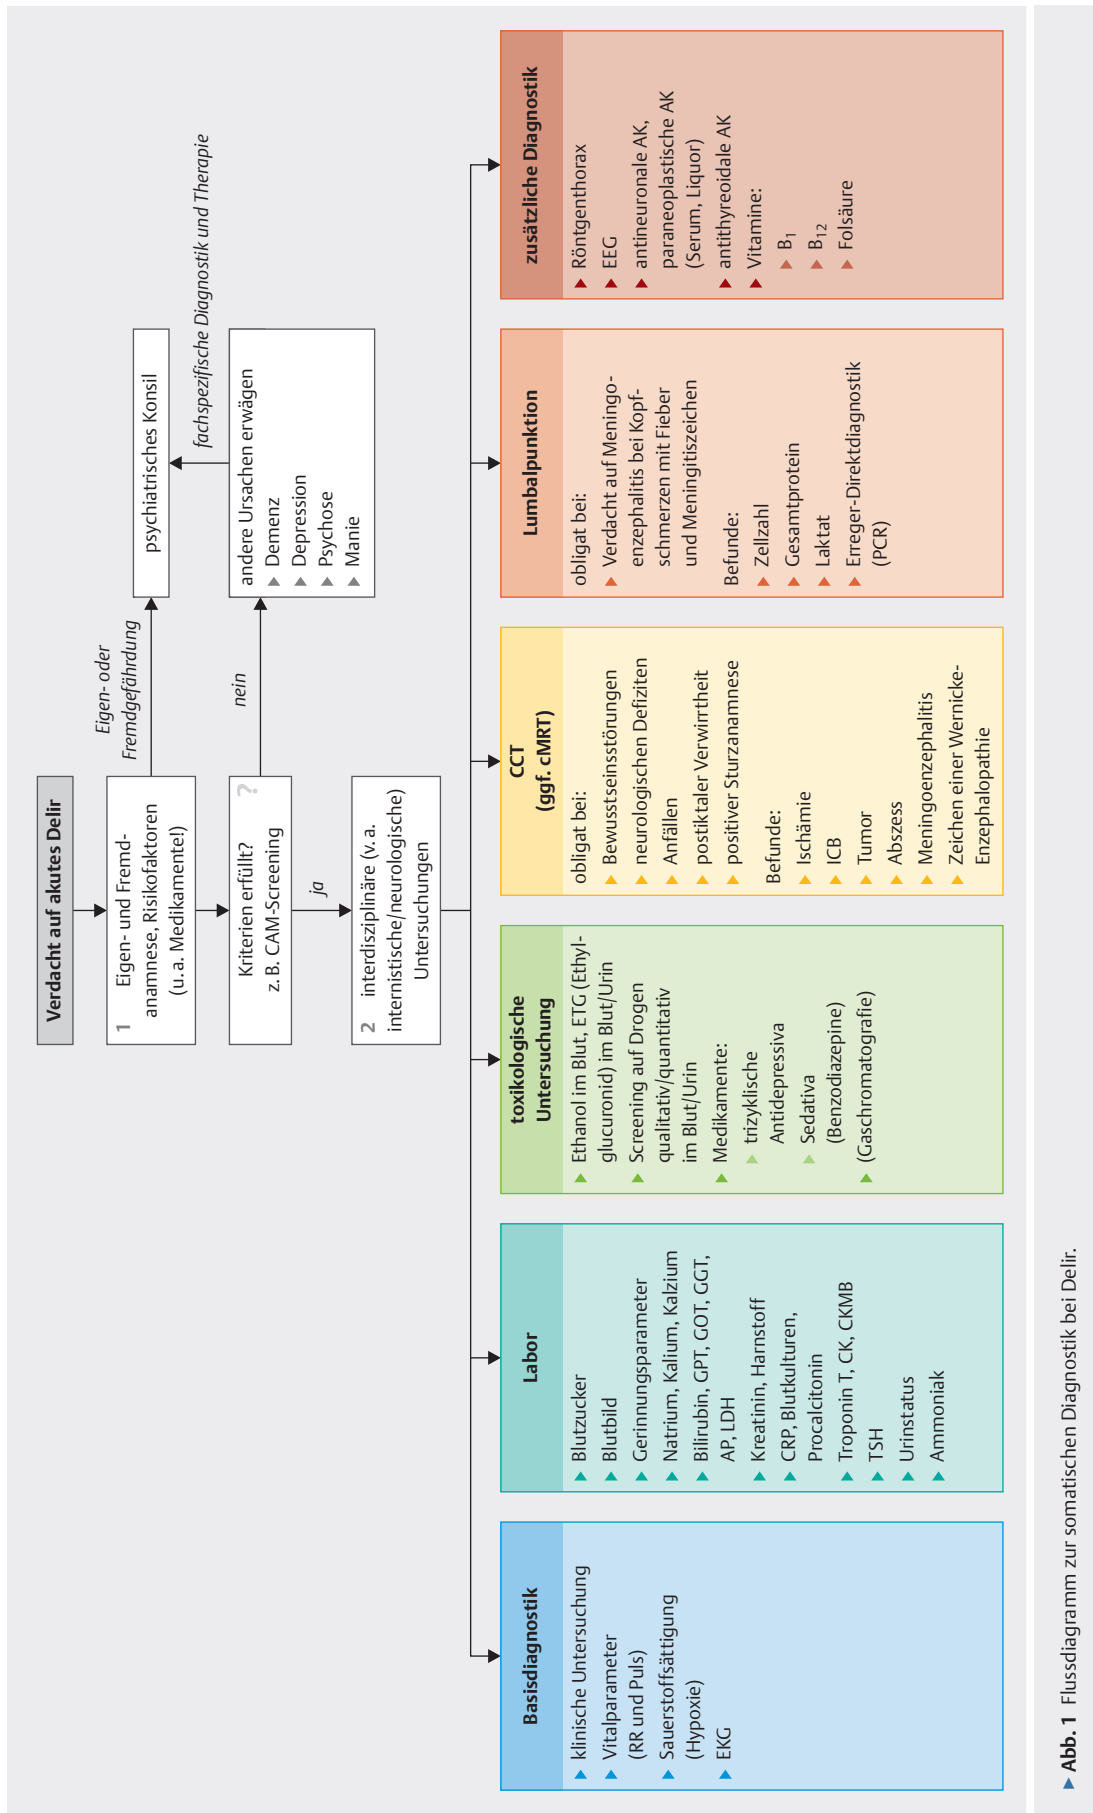 Verdacht auf akutes Delir
1 Eigen- und Fremd-
anamnese, Risikofaktoren
(u. a. Medikamente!)
Eigen- oder
Fremdgefährdung
psychiatrisches Konsil
Kriterien erfüllt?
z. B. CAM-Screening
?
nein
andere Ursachen erwägen
▶ Demenz
▶ Depression
▶ Psychose
▶ Manie
fachspezifische Diagnostik und Therapie
ja
2 interdisziplinäre (v. a.
internistische/neurologische)
Untersuchungen
Basisdiagnostik
▶ klinische Untersuchung
▶ Vitalparameter
(RR und Puls)
▶ Sauerstoffsättigung
(Hypoxie)
▶ EKG
Labor
▶ Blutzucker
▶ Blutbild
▶ Gerinnungsparameter
▶ Natrium, Kalium, Kalzium
▶ Bilirubin, GPT, GOT, GGT,
AP, LDH
▶ Kreatinin, Harnstoff
▶ CRP, Blutkulturen,
Procalcitonin
▶ Troponin T, CK, CKMB
▶ TSH
▶ Urinstatus
▶ Ammoniak
toxikologische
Untersuchung
▶ Ethanol im Blut, ETG (Ethyl-
glucuronid) im Blut/Urin
▶ Screening auf Drogen
qualitativ/quantitativ
im Blut/Urin
▶ Medikamente:
▶ trizyklische
Antidepressiva
▶ Sedativa
(Benzodiazepine)
▶ (Gaschromatografie)
CCT
(ggf. cMRT)
obligat bei:
▶ Bewusstseinsstörungen
▶ neurologischen Defiziten
▶ Anfällen
▶ postiktaler Verwirrtheit
▶ positiver Sturzanamnese
Befunde:
▶ Ischämie
▶ ICB
▶ Tumor
▶ Abszess
▶ Meningoenzephalitis
▶ Zeichen einer Wernicke-
Enzephalopathie
Lumbalpunktion
obligat bei:
▶ Verdacht auf Meningo-
enzephalitis bei Kopf-
schmerzen mit Fieber
und Meningitiszeichen
Befunde:
▶ Zellzahl
▶ Gesamtprotein
▶ Laktat
▶ Erreger-Direktdiagnostik
(PCR)
zusätzliche Diagnostik
▶ Röntgenthorax
▶ EEG
▶ antineuronale AK,
paraneoplastische AK
(Serum, Liquor)
▶ antithyreoidale AK
▶ Vitamine:
▶ B₁
▶ B₁₂
▶ Folsäure
▶ Abb. 1 Flussdiagramm zur somatischen Diagnostik bei Delir.